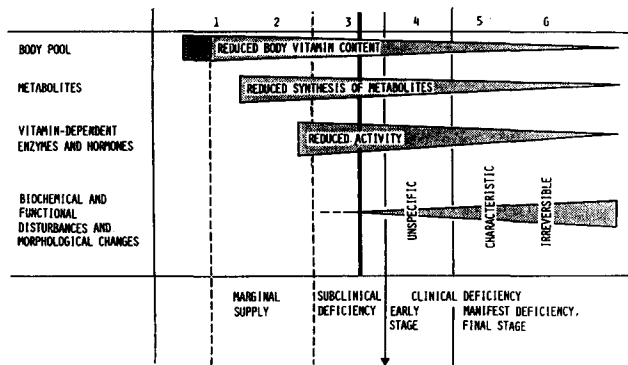 1 2 3 4 5 6
BODY POOL
REDUCED BODY VITAMIN CONTENT
METABOLITES
REDUCED SYNTHESIS OF METABOLITES
VITAMIN-DEPENDENT
ENZYMES AND HORMONES
REDUCED ACTIVITY
BIOCHEMICAL AND
FUNCTIONAL
DISTURBANCES AND
MORPHOLOGICAL CHANGES
UNSPECIFIC
CHARACTERISTIC
IRREVERSIBLE
MARGINAL
SUPPLY
SUBCLINICAL
DEFICIENCY
CLINICAL DEFICIENCY
EARLY
STAGE
MANIFEST DEFICIENCY,
FINAL STAGE